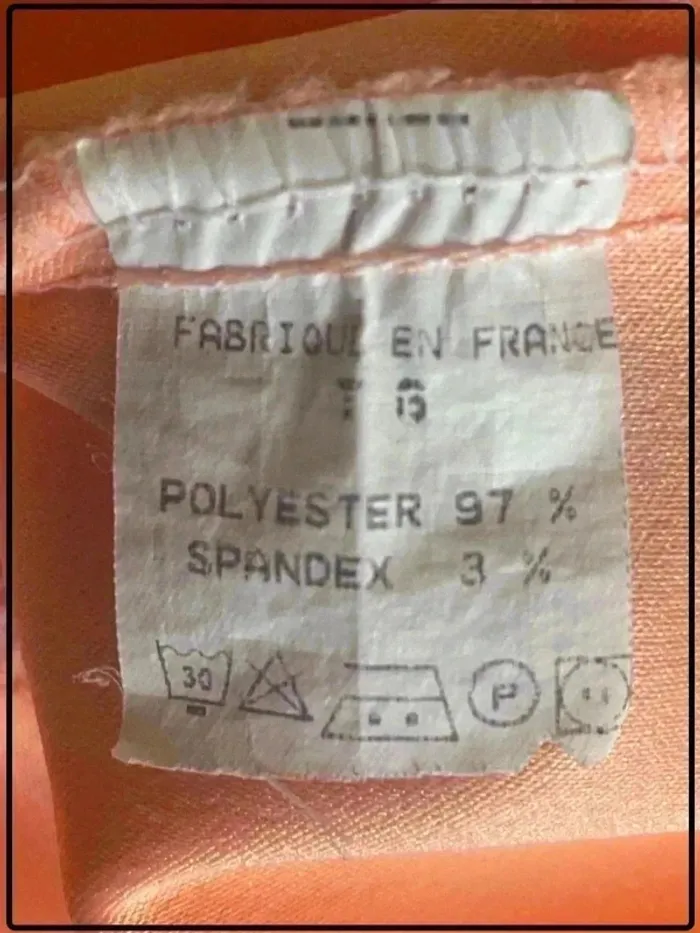 FABRIQUE EN FRANCE
POLYESTER 97 %
SPANDEX 3 %
30
P